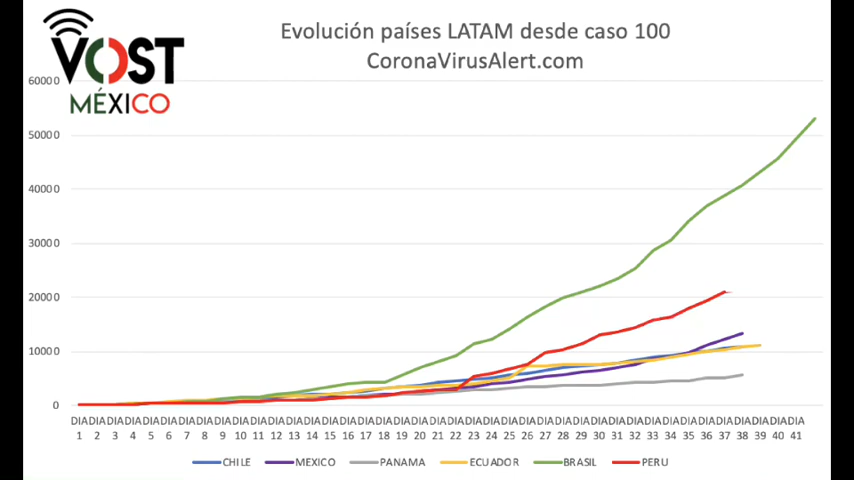 VOST
MÉXICO
Evolución países LATAM desde caso 100
CoronaVirusAlert.com
60000
50000
40000
30000
20000
10000
0
DIA DIA DIA DIA DIA DIA DIA DIA DIA DIA DIA DIA DIA DIA DIA DIA DIA DIA DIA DIA DIA DIA DIA DIA DIA DIA DIA DIA DIA DIA DIA DIA DIA DIA DIA DIA DIA DIA DIA DIA
1 2 3 4 5 6 7 8 9 10 11 12 13 14 15 16 17 18 19 20 21 22 23 24 25 26 27 28 29 30 31 32 33 34 35 36 37 38 39 40 41
CHILE MEXICO PANAMA ECUADOR BRASIL PERU